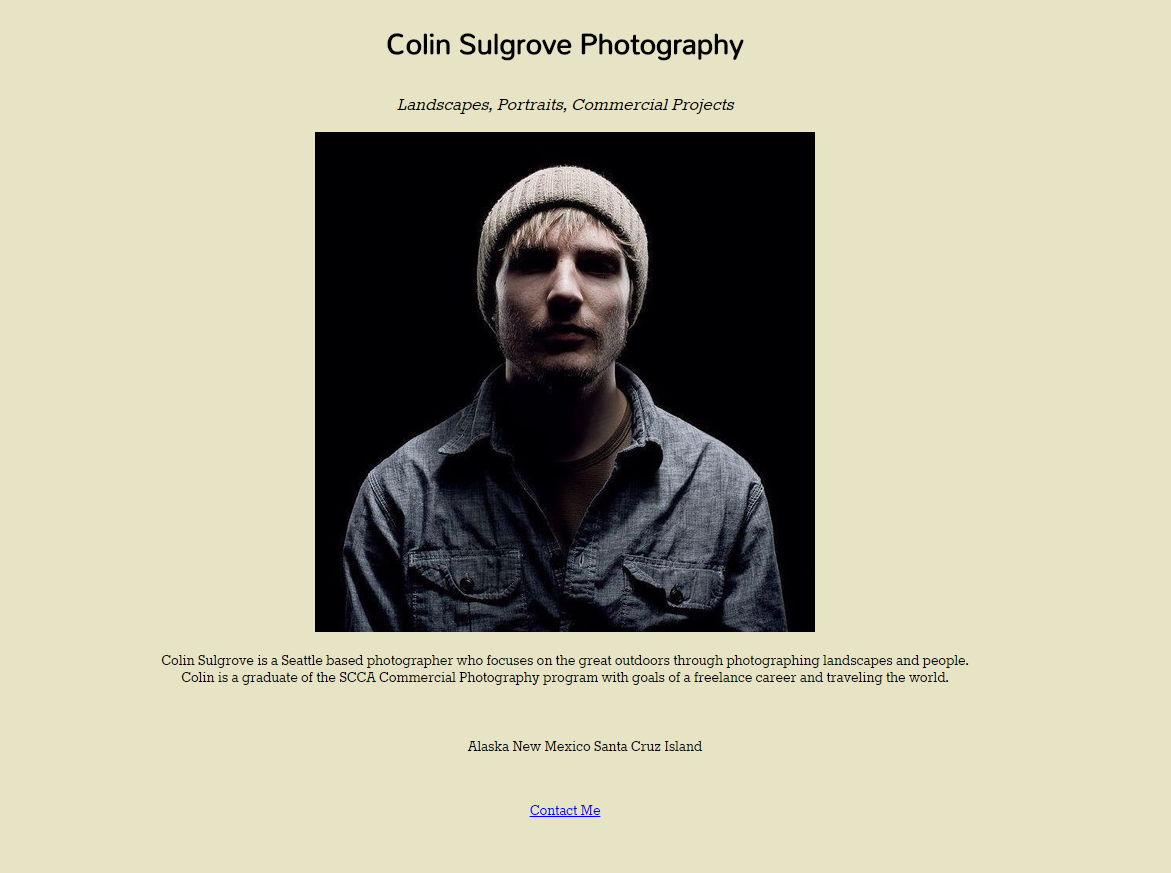 Colin Sulgrove Photography
Landscapes, Portraits, Commercial Projects
Colin Sulgrove is a Seattle based photographer who focuses on the great outdoors through photographing landscapes and people.
Colin is a graduate of the SCCA Commercial Photography program with goals of a freelance career and traveling the world.
Alaska New Mexico Santa Cruz Island
Contact Me